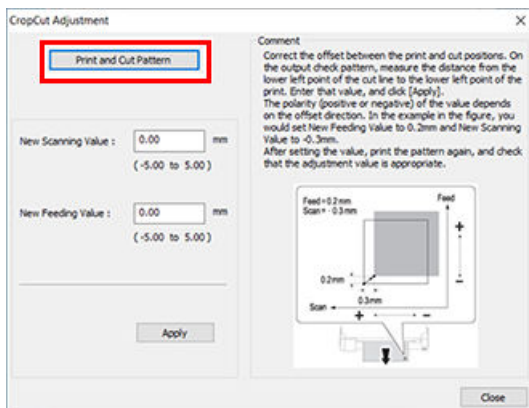 CropCut Adjustment
Print and Cut Pattern
New Scanning Value :
0.00
mm
( -5.00 to 5.00 )
New Feeding Value :
0.00
mm
( -5.00 to 5.00 )
Apply
Comment
Correct the offset between the print and cut positions. On
the output check pattern, measure the distance from the
lower left point of the cut line to the lower left point of the
print. Enter that value, and click [Apply].
The polarity (positive or negative) of the value depends
on the offset direction. In the example in the figure, you
would set New Feeding Value to 0.2mm and New Scanning
Value to -0.3mm.
After setting the value, print the pattern again, and check
that the adjustment value is appropriate.
Feed=0.2mm
Scan= -0.3mm
Feed
+
-
0.2mm
0.3mm
Scan
+
-
Close